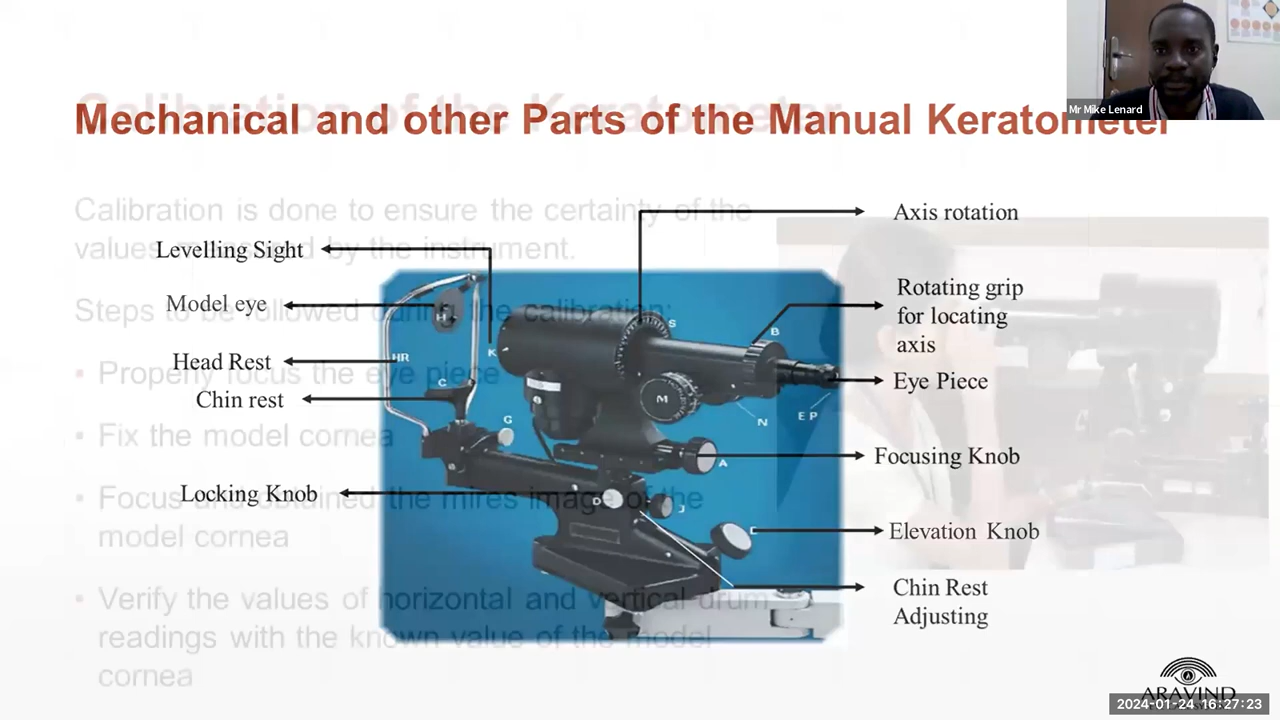 Mr Mike Lenard
Calibration of the Keratometer
Mechanical and other Parts of the Manual Keratometer
Calibration is done to ensure the certainty of the
values measured by the instrument.
Steps to be followed during the calibration:
▪ Properly focus the eye piece
▪ Fix the model cornea
▪ Focus and obtained the mires image of the
model cornea
▪ Verify the values of horizontal and vertical drum
readings with the known value of the model
cornea
Levelling Sight
Model eye
Head Rest
Chin rest
Locking Knob
H
HR
C
G
K
S
B
M
N
E P
A
D
J
Axis rotation
Rotating grip
for locating
axis
Eye Piece
Focusing Knob
Elevation Knob
Chin Rest
Adjusting
ARAVIND
2024-01-24 16:27:23